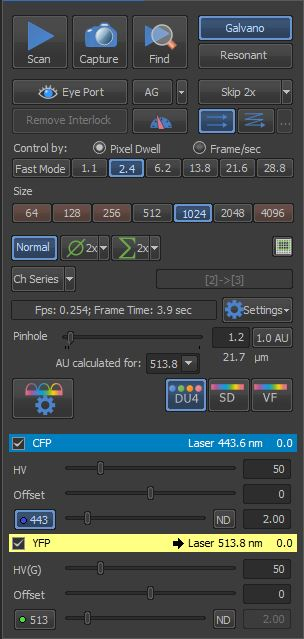 Galvano
Scan Capture Find Resonant
Eye Port AG Skip 2x
Remove Interlock ...
Control by: Pixel Dwell Frame/sec
Fast Mode 1.1 2.4 6.2 13.8 21.6 28.8
Size
64 128 256 512 1024 2048 4096
Normal 2x 2x
Ch Series [2]->[3]
Fps: 0.254; Frame Time: 3.9 sec Settings
Pinhole 1.2 1.0 AU
AU calculated for: 513.8 21.7 µm
DU4 SD VF
CFP Laser 443.6 nm 0.0
HV 50
Offset 0
443 ND 2.00
YFP Laser 513.8 nm 0.0
HV(G) 50
Offset 0
513 ND 2.00